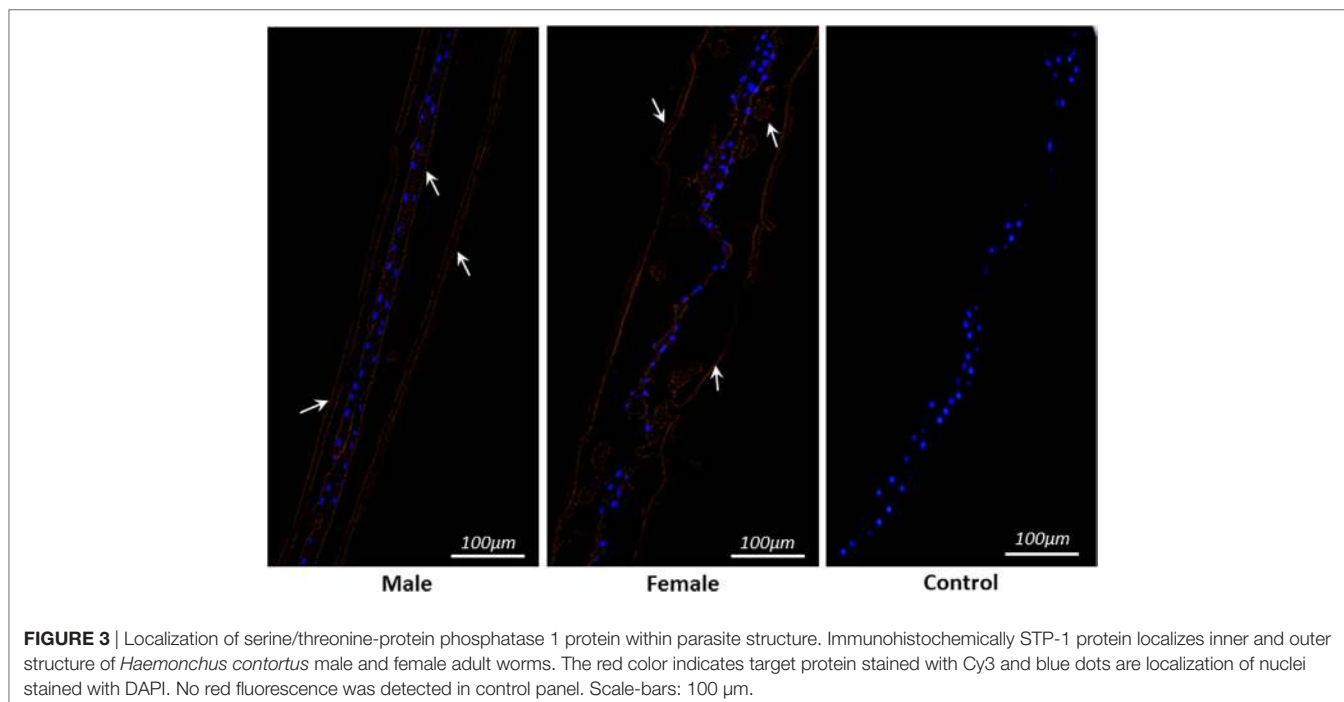 100µm
100µm
100µm
Male
Female
Control
FIGURE 3 | Localization of serine/threonine-protein phosphatase 1 protein within parasite structure. Immunohistochemically STP-1 protein localizes inner and outer
structure of Haemonchus contortus male and female adult worms. The red color indicates target protein stained with Cy3 and blue dots are localization of nuclei
stained with DAPI. No red fluorescence was detected in control panel. Scale-bars: 100 µm.